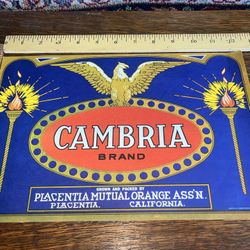 CAMBRIA
BRAND
GROWN AND PACKED BY
PLACENTIA MUTUAL ORANGE ASS'N.
PLACENTIA, CALIFORNIA.